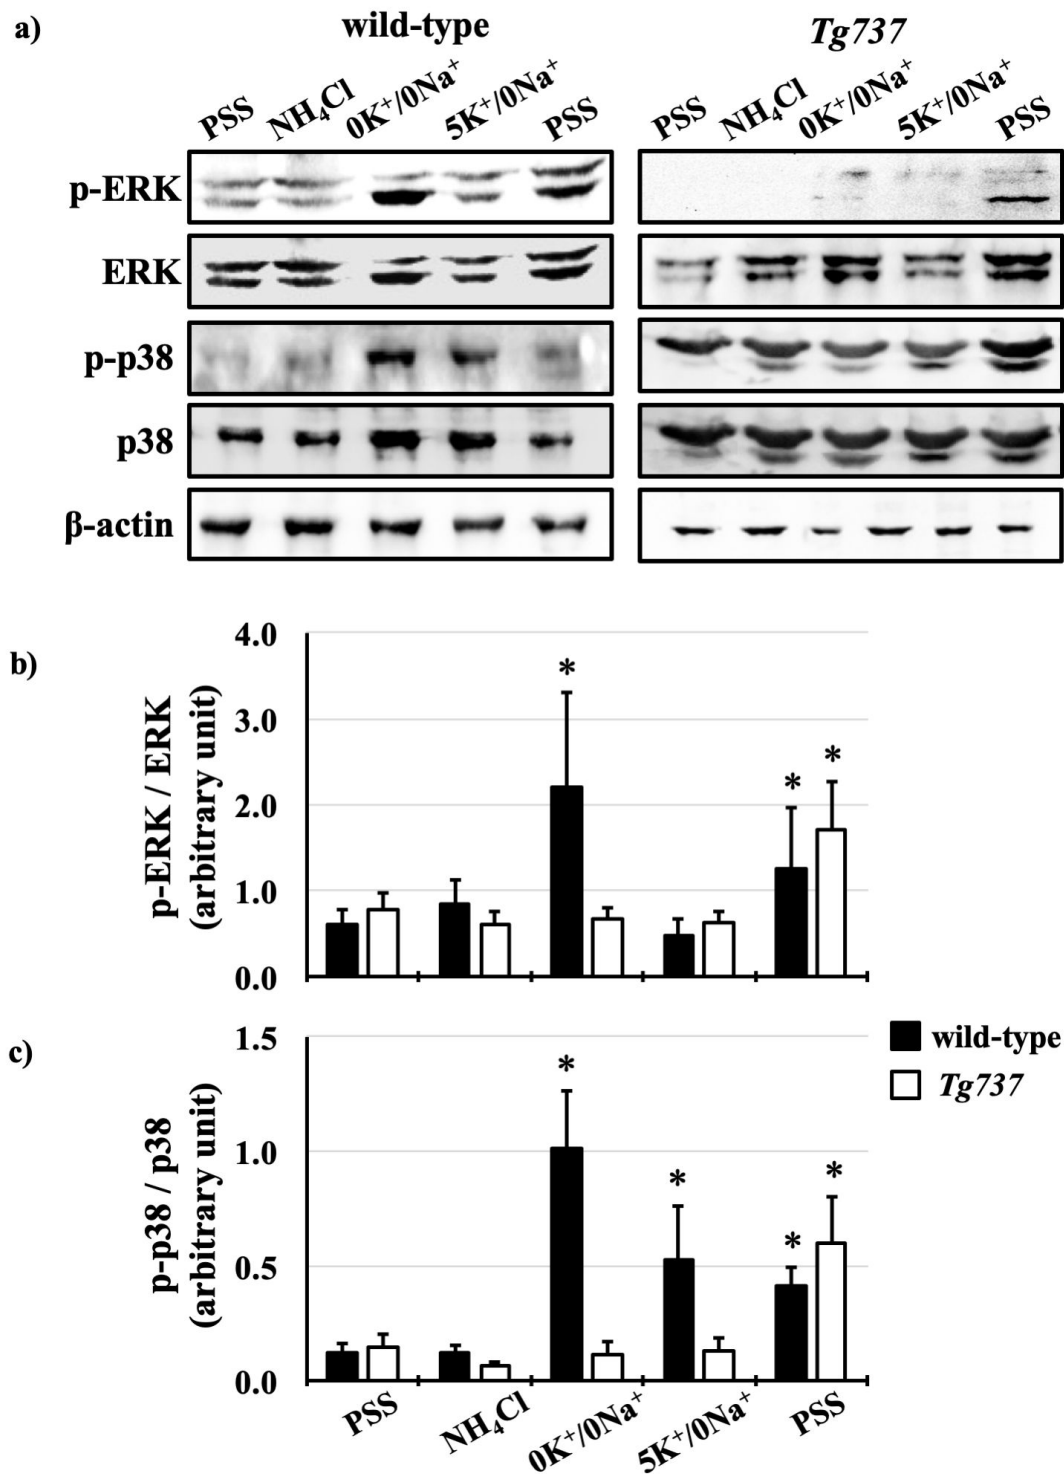 a)
wild-type
Tg737
PSS NH₄Cl 0K⁺/0Na⁺ 5K⁺/0Na⁺ PSS
PSS NH₄Cl 0K⁺/0Na⁺ 5K⁺/0Na⁺ PSS
p-ERK
ERK
p-p38
p38
β-actin
b)
p-ERK / ERK
(arbitrary unit)
4.0
3.0
2.0
1.0
0.0
*
* *
c)
p-p38 / p38
(arbitrary unit)
1.5
1.0
0.5
0.0
*
*
* *
wild-type
Tg737
PSS NH₄Cl 0K⁺/0Na⁺ 5K⁺/0Na⁺ PSS